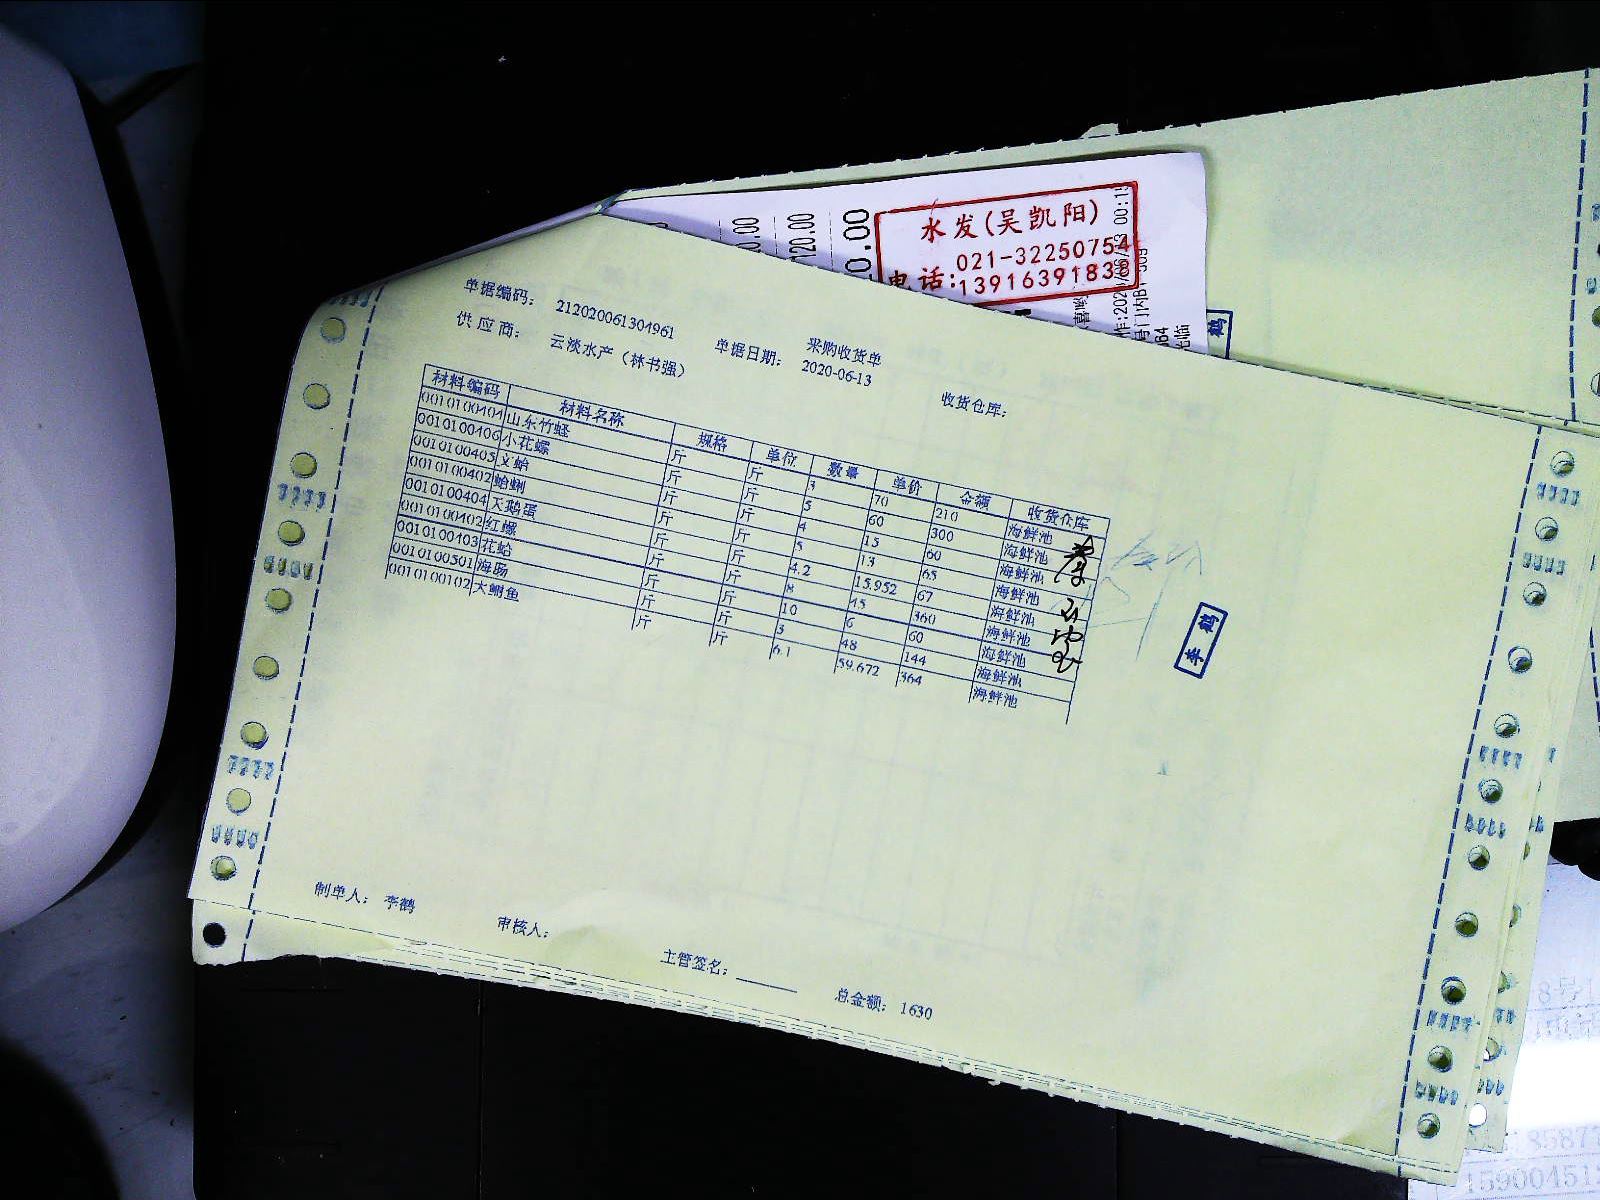 水发(吴凯阳)
021-32250754
电话:1391639183
120.00
采购收货单
单据编码: 212020061304961
单据日期: 2020-06-13
供应商: 云淡水产（林书强）
收货仓库:
材料编码 材料名称 规格 单位 数量 单价 金额 收货仓库
0010100401 山东竹蛏 斤 斤 3 70 210 海鲜池
0010100406 小花螺 斤 斤 5 60 300 海鲜池
0010100405 文蛤 斤 斤 4 15 60 海鲜池
0010100402 蛤蜊 斤 斤 5 13 65 海鲜池
0010100404 天鹅蛋 斤 斤 4.2 15.952 67 海鲜池
0010100402 红螺 斤 斤 8 45 360 海鲜池
0010100403 花蛤 斤 斤 10 6 60 海鲜池
0010100501 海肠 斤 斤 3 48 144 海鲜池
0010100102 大鲷鱼 斤 斤 6.1 59.672 364 海鲜池
李鹤
制单人: 李鹤
审核人:
主管签名:
总金额: 1630
1590045